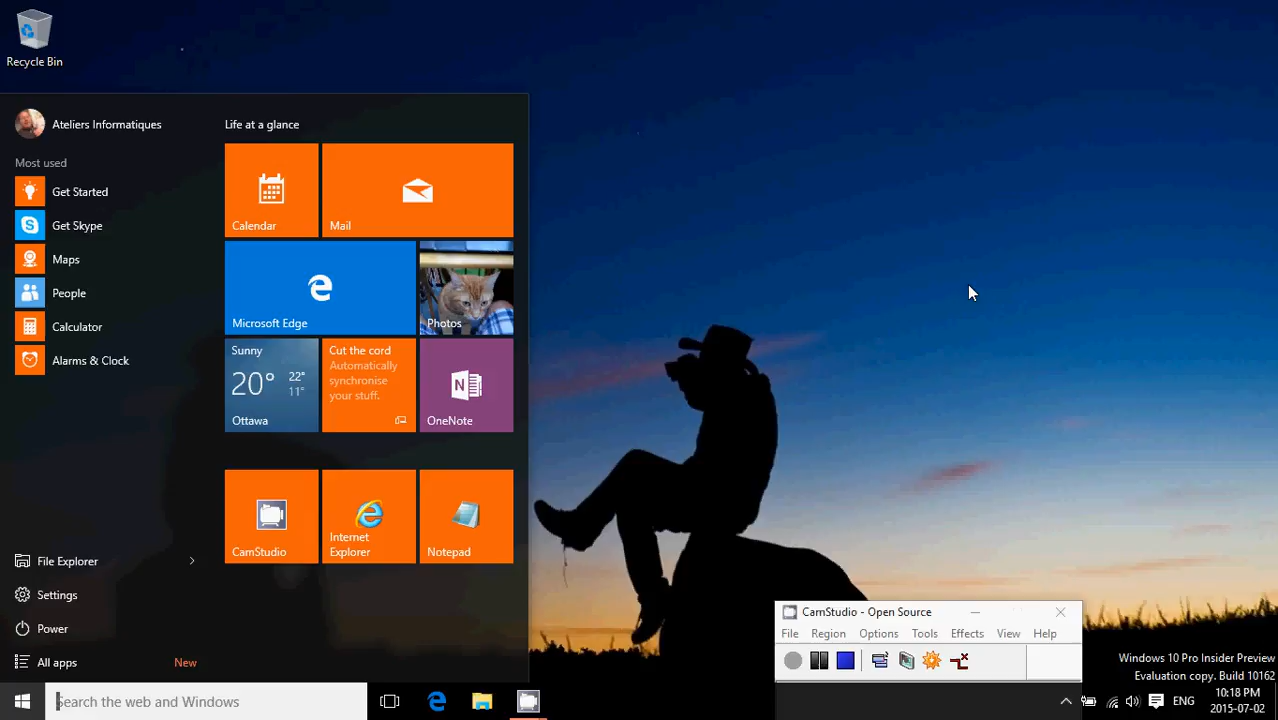 Recycle Bin
Ateliers Informatiques
Most used
Get Started
Get Skype
Maps
People
Calculator
Alarms & Clock
File Explorer
Settings
Power
All apps
New
Life at a glance
Calendar
Mail
Microsoft Edge
Photos
Sunny
20°
22°
11°
Ottawa
Cut the cord
Automatically
synchronise
your stuff.
N
OneNote
CamStudio
Internet
Explorer
Notepad
CamStudio - Open Source
File Region Options Tools Effects View Help
Windows 10 Pro Insider Preview
Evaluation copy. Build 10162
Search the web and Windows
ENG
10:18 PM
2015-07-02